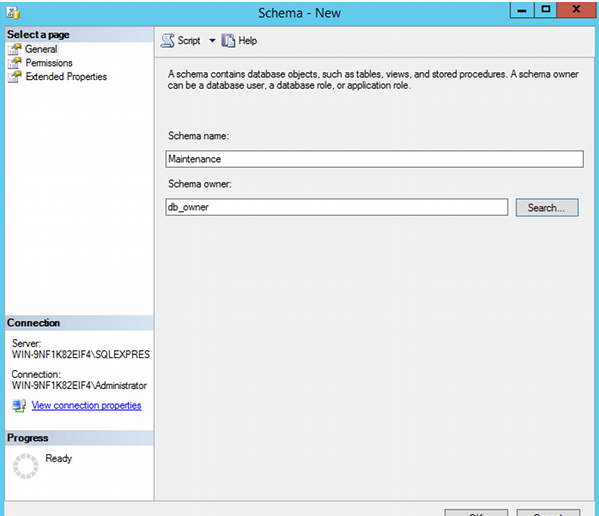 Schema - New
Select a page
General
Permissions
Extended Properties
Script
Help
A schema contains database objects, such as tables, views, and stored procedures. A schema owner
can be a database user, a database role, or application role.
Schema name:
Maintenance
Schema owner:
db_owner
Search...
Connection
Server:
WIN-9NF1K82EIF4\SQLEXPRES
Connection:
WIN-9NF1K82EIF4\Administrator
View connection properties
Progress
Ready